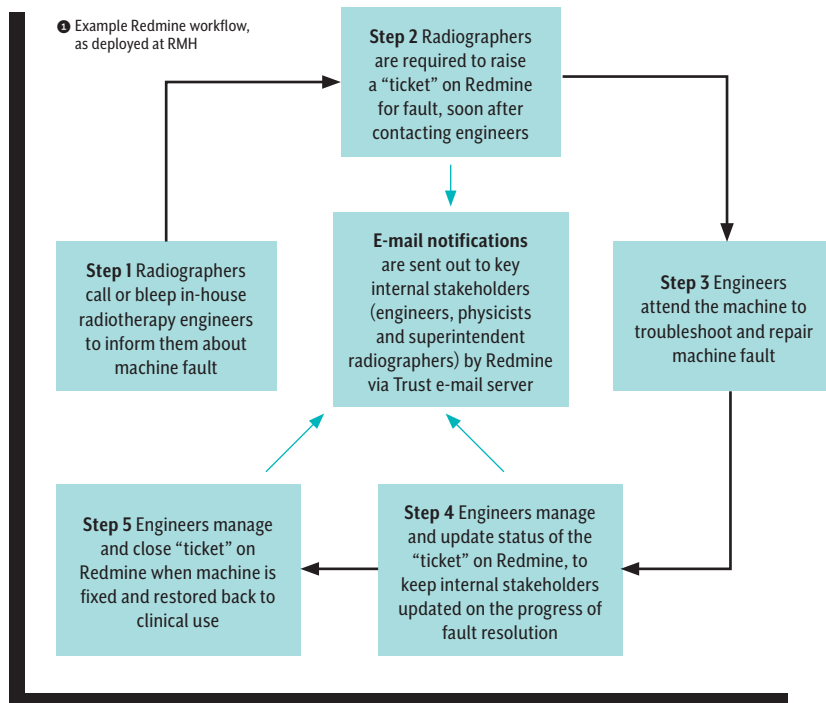 ❶ Example Redmine workflow,
as deployed at RMH
Step 2 Radiographers
are required to raise
a “ticket” on Redmine
for fault, soon after
contacting engineers
Step 1 Radiographers
call or bleep in-house
radiotherapy engineers
to inform them about
machine fault
E-mail notifications
are sent out to key
internal stakeholders
(engineers, physicists
and superintendent
radiographers) by Redmine
via Trust e-mail server
Step 3 Engineers
attend the machine to
troubleshoot and repair
machine fault
Step 5 Engineers manage
and close “ticket” on
Redmine when machine is
fixed and restored back to
clinical use
Step 4 Engineers manage
and update status of the
“ticket” on Redmine, to
keep internal stakeholders
updated on the progress of
fault resolution